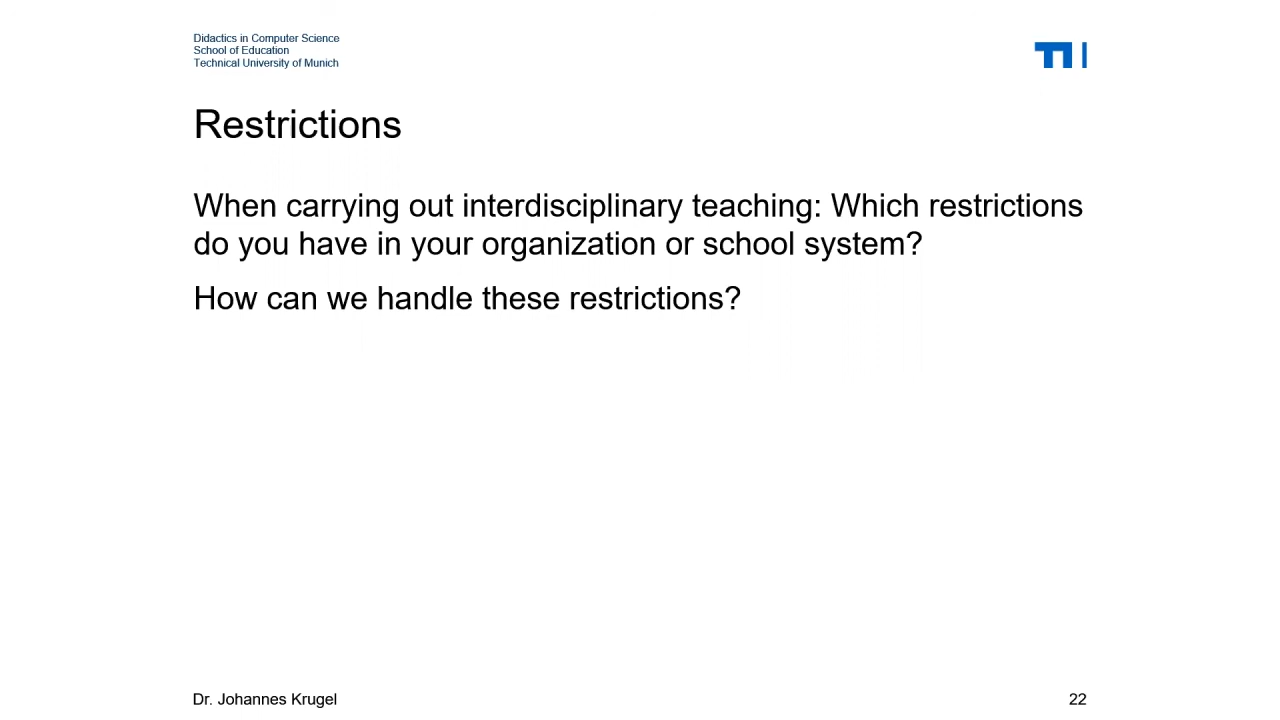 Didactics in Computer Science
School of Education
Technical University of Munich
Restrictions
When carrying out interdisciplinary teaching: Which restrictions
do you have in your organization or school system?
How can we handle these restrictions?
Dr. Johannes Krugel
22